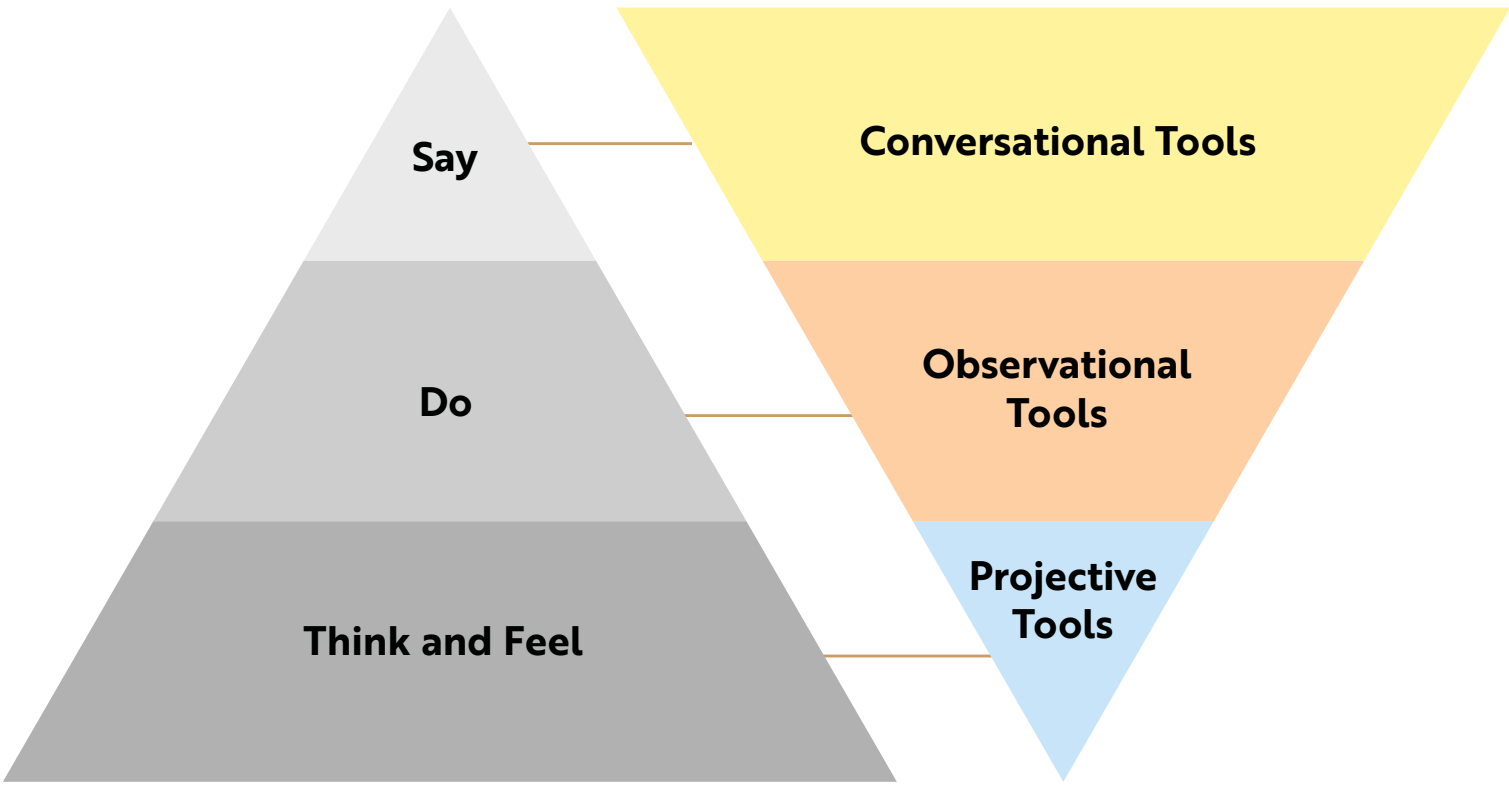 Say
Conversational Tools
Do
Observational
Tools
Think and Feel
Projective
Tools